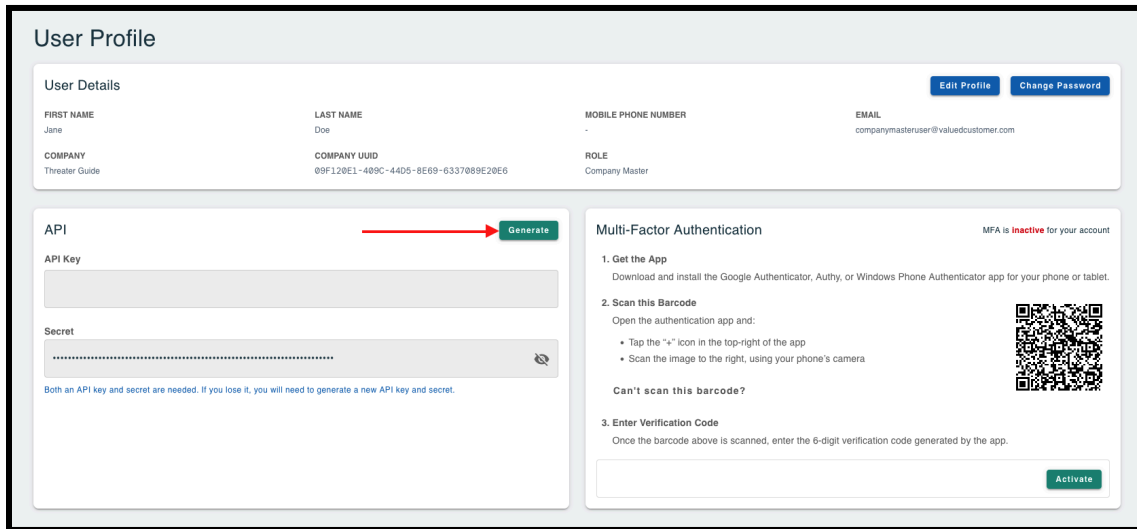 User Profile
User Details
Edit Profile
Change Password
FIRST NAME
LAST NAME
MOBILE PHONE NUMBER
EMAIL
Jane
Doe
-
companymasteruser@valuedcustomer.com
COMPANY
COMPANY UUID
ROLE
Threater Guide
09F120E1-409C-44D5-8E69-6337089E20E6
Company Master
API
Generate
API Key
Secret
Both an API key and secret are needed. If you lose it, you will need to generate a new API key and secret.
Multi-Factor Authentication
MFA is inactive for your account
1. Get the App
Download and install the Google Authenticator, Authy, or Windows Phone Authenticator app for your phone or tablet.
2. Scan this Barcode
Open the authentication app and:
• Tap the "+" icon in the top-right of the app
• Scan the image to the right, using your phone's camera
Can't scan this barcode?
3. Enter Verification Code
Once the barcode above is scanned, enter the 6-digit verification code generated by the app.
Activate